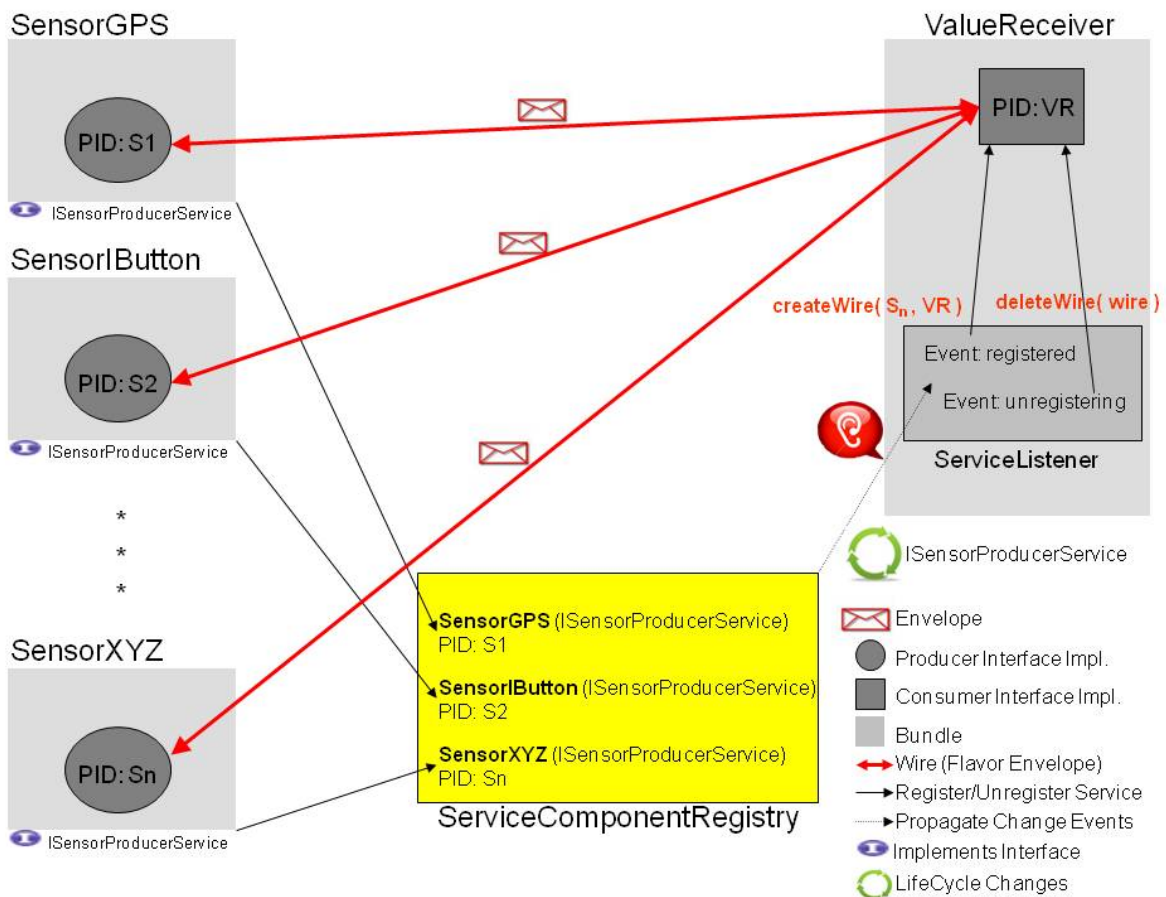 SensorGPS
PID: S1
ISensorProducerService
SensorIButton
PID: S2
ISensorProducerService
*
*
*
SensorXYZ
PID: Sn
ISensorProducerService
ValueReceiver
PID: VR
createWire( Sn , VR )
deleteWire( wire )
Event: registered
Event: unregistering
ServiceListener
ISensorProducerService
SensorGPS (ISensorProducerService)
PID: S1
SensorIButton (ISensorProducerService)
PID: S2
SensorXYZ (ISensorProducerService)
PID: Sn
ServiceComponentRegistry
Envelope
Producer Interface Impl.
Consumer Interface Impl.
Bundle
Wire (Flavor Envelope)
Register/Unregister Service
Propagate Change Events
Implements Interface
LifeCycle Changes